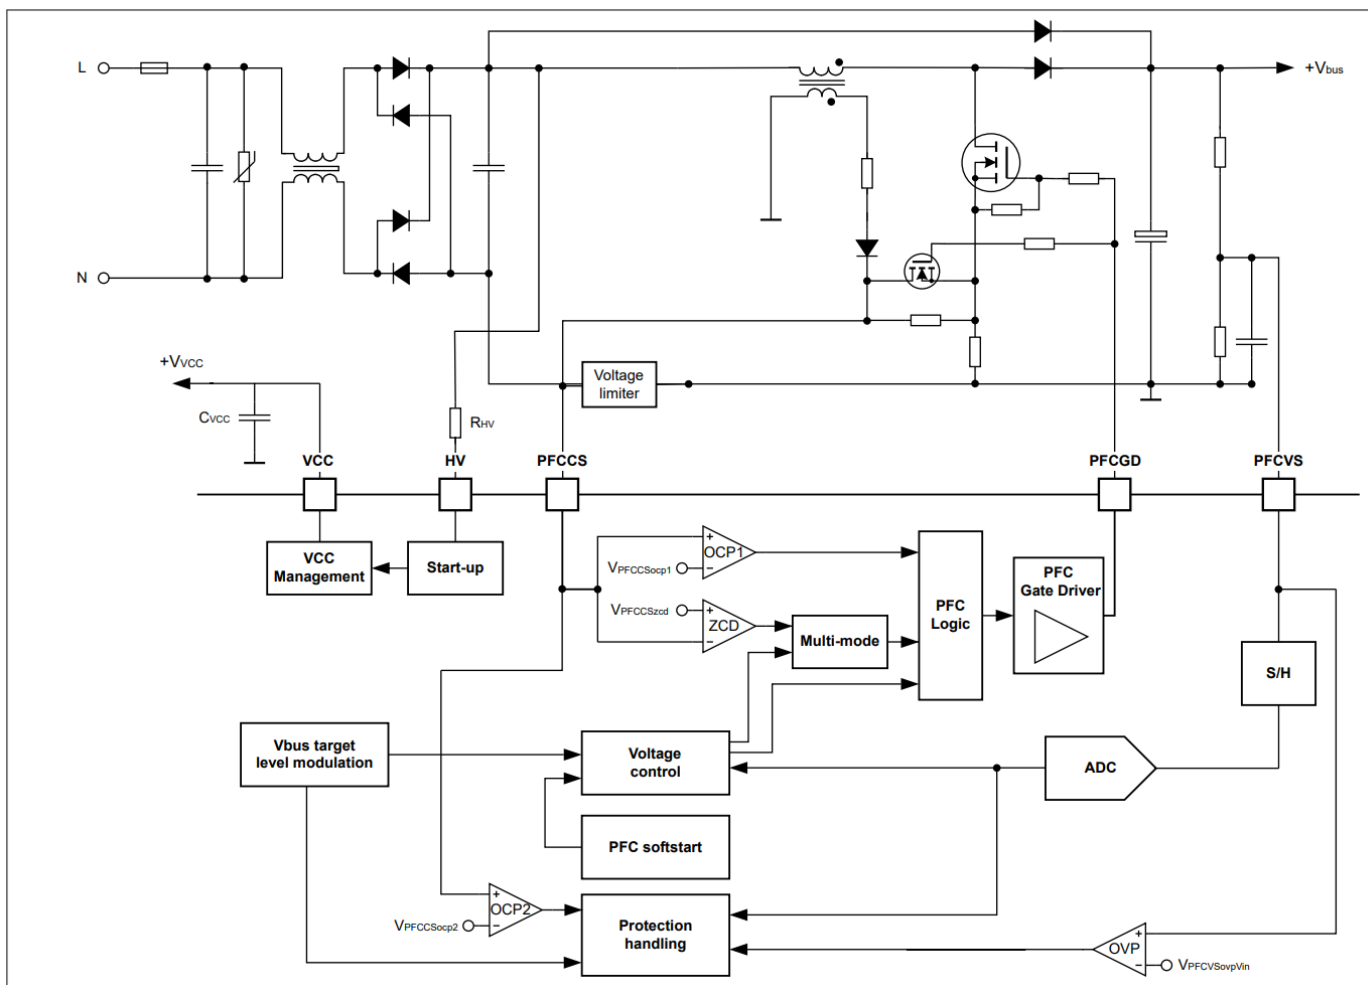 L
+Vbus
N
+VVCC
CVCC
RHV
Voltage
limiter
VCC
HV
PFCCS
PFCGD
PFCVS
VCC
Management
Start-up
VPFCCSocp1
+
OCP1
−
VPFCCSzcd
+
ZCD
−
Multi-mode
PFC
Logic
PFC
Gate Driver
S/H
Vbus target
level modulation
Voltage
control
ADC
PFC softstart
+
OCP2
−
VPFCCSocp2
Protection
handling
+
OVP
−
VPFCVSovpVin